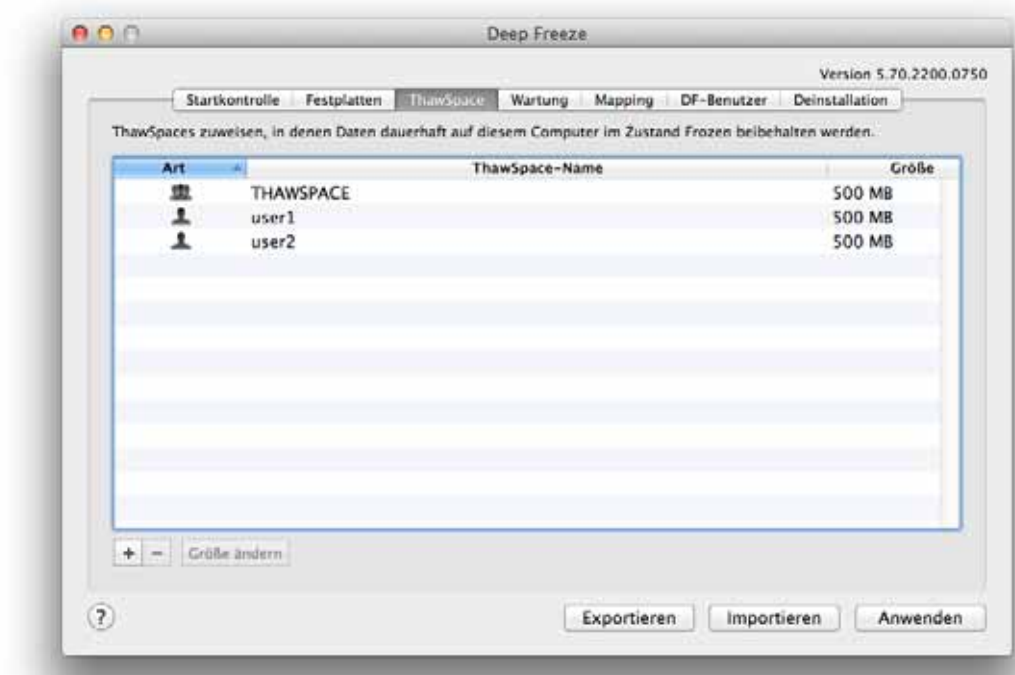 Deep Freeze
Version 5.70.2200.0750
Startkontrolle Festplatten ThawSpace Wartung Mapping DF-Benutzer Deinstallation
ThawSpaces zuweisen, in denen Daten dauerhaft auf diesem Computer im Zustand Frozen beibehalten werden.
Art ThawSpace-Name Größe
THAWSPACE 500 MB
user1 500 MB
user2 500 MB
+ - Größe ändern
? Exportieren Importieren Anwenden